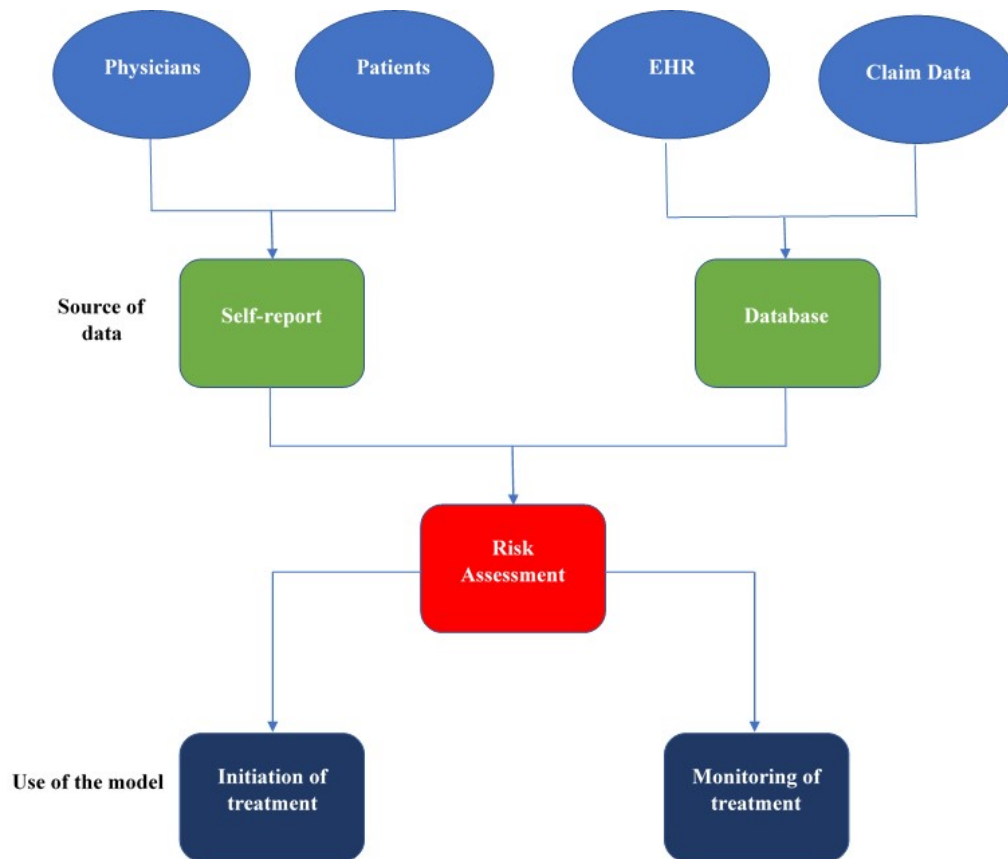 Physicians
Patients
EHR
Claim Data
Source of
data
Self-report
Database
Risk
Assessment
Use of the model
Initiation of
treatment
Monitoring of
treatment